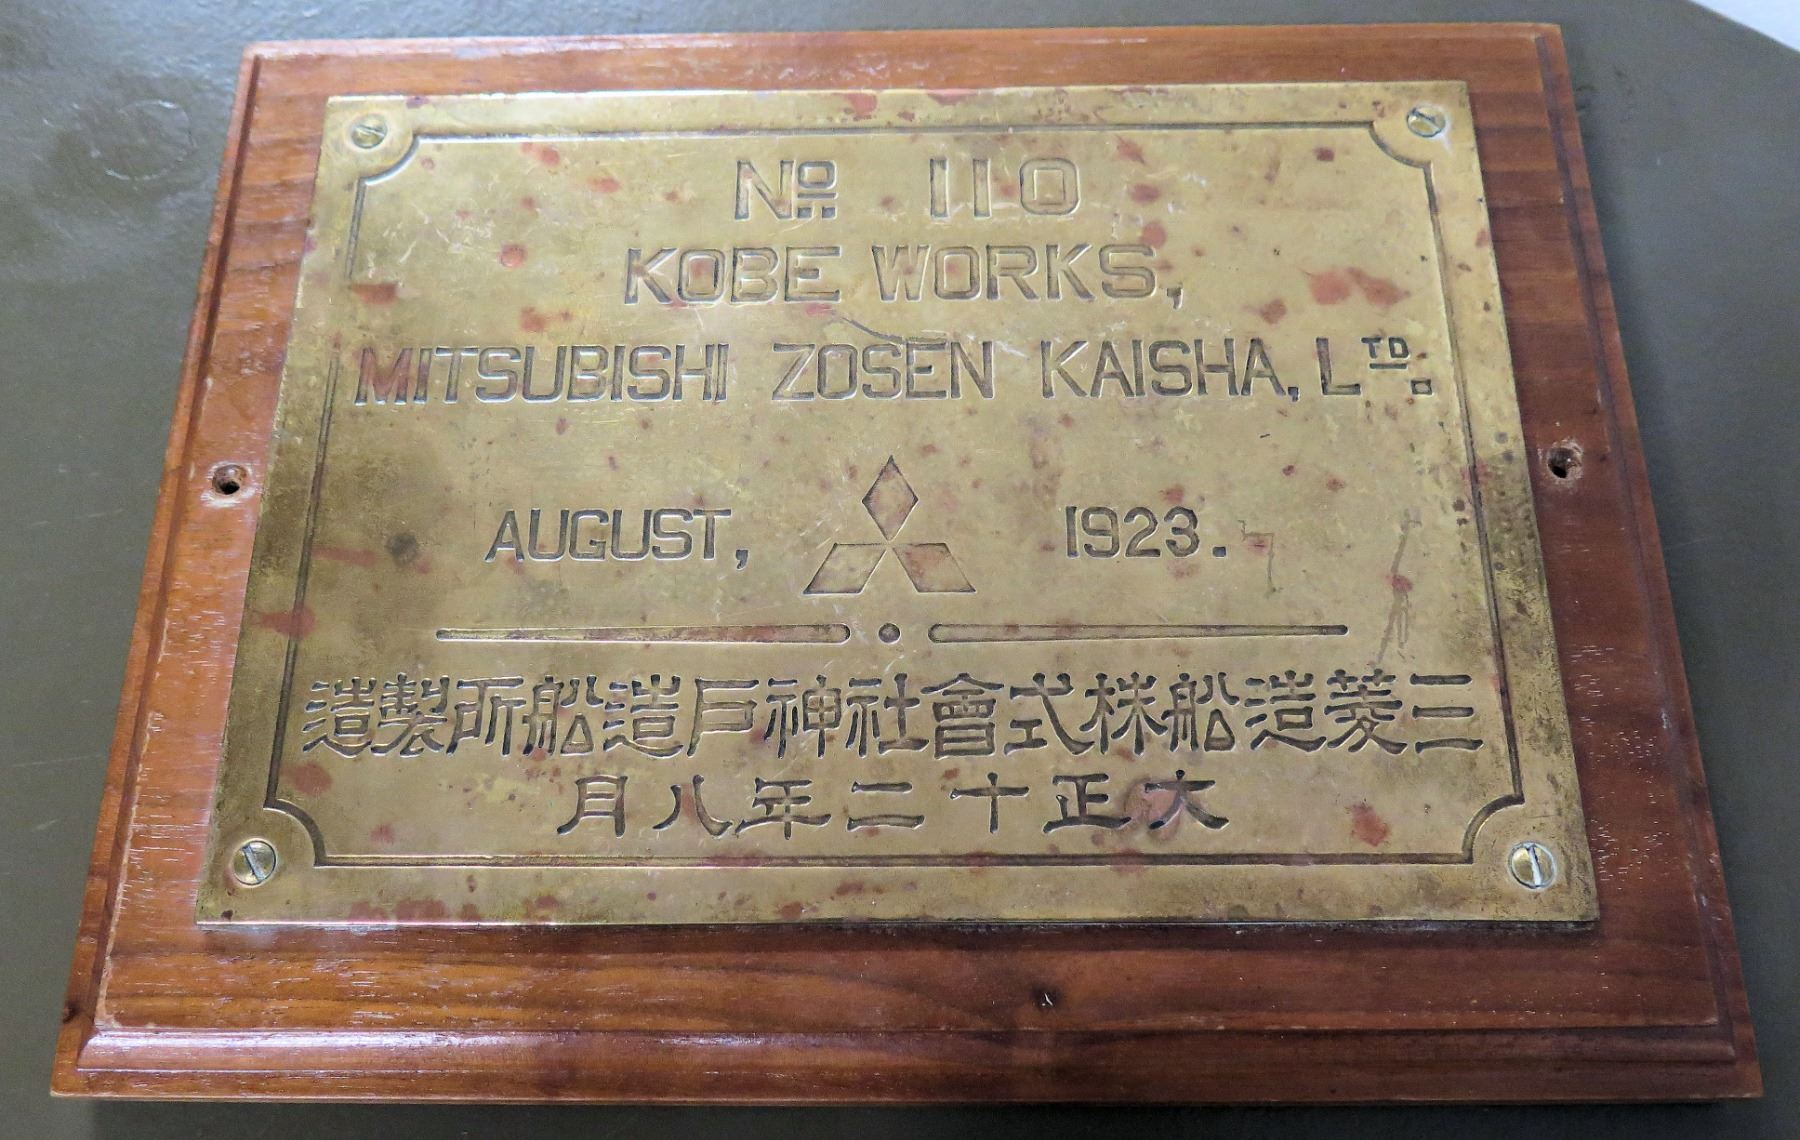 No 110
KOBE WORKS,
MITSUBISHI ZOSEN KAISHA, LTD.
AUGUST, 1923.
三菱造船株式會社神戸造船所製造
大正十二年八月